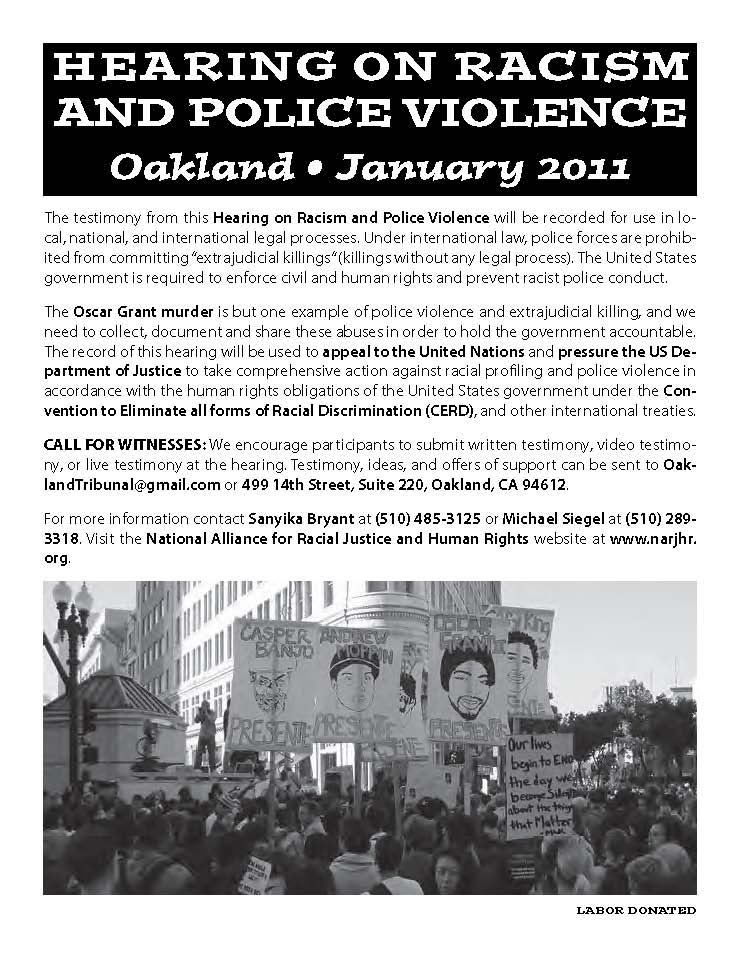 HEARING ON RACISM
AND POLICE VIOLENCE
Oakland • January 2011
The testimony from this Hearing on Racism and Police Violence will be recorded for use in lo-
cal, national, and international legal processes. Under international law, police forces are prohib-
ited from committing "extrajudicial killings" (killings without any legal process). The United States
government is required to enforce civil and human rights and prevent racist police conduct.
The Oscar Grant murder is but one example of police violence and extrajudicial killing, and we
need to collect, document and share these abuses in order to hold the government accountable.
The record of this hearing will be used to appeal to the United Nations and pressure the US De-
partment of Justice to take comprehensive action against racial profiling and police violence in
accordance with the human rights obligations of the United States government under the Con-
vention to Eliminate all forms of Racial Discrimination (CERD), and other international treaties.
CALL FOR WITNESSES: We encourage participants to submit written testimony, video testimo-
ny, or live testimony at the hearing. Testimony, ideas, and offers of support can be sent to Oak-
landTribunal@gmail.com or 499 14th Street, Suite 220, Oakland, CA 94612.
For more information contact Sanyika Bryant at (510) 485-3125 or Michael Siegel at (510) 289-
3318. Visit the National Alliance for Racial Justice and Human Rights website at www.narjhr.
org.
CASPER
BANJO
PRESENTE
ANDREW
MOPPIN
PRESENTE
SENTE
OSCAR
GRANT
PRESENTE
King
ENTE
Our lives
begin to END
the day we
become Silent
about the things
that Matter
-MLK
LABOR DONATED